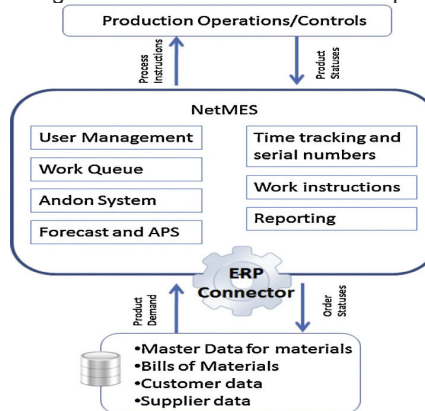 Production Operations/Controls
Process
Instructions
Product
Statuses
NetMES
User Management
Work Queue
Andon System
Forecast and APS
Time tracking and
serial numbers
Work instructions
Reporting
ERP
Connector
Product
Demand
Order
Statuses
•Master Data for materials
•Bills of Materials
•Customer data
•Supplier data